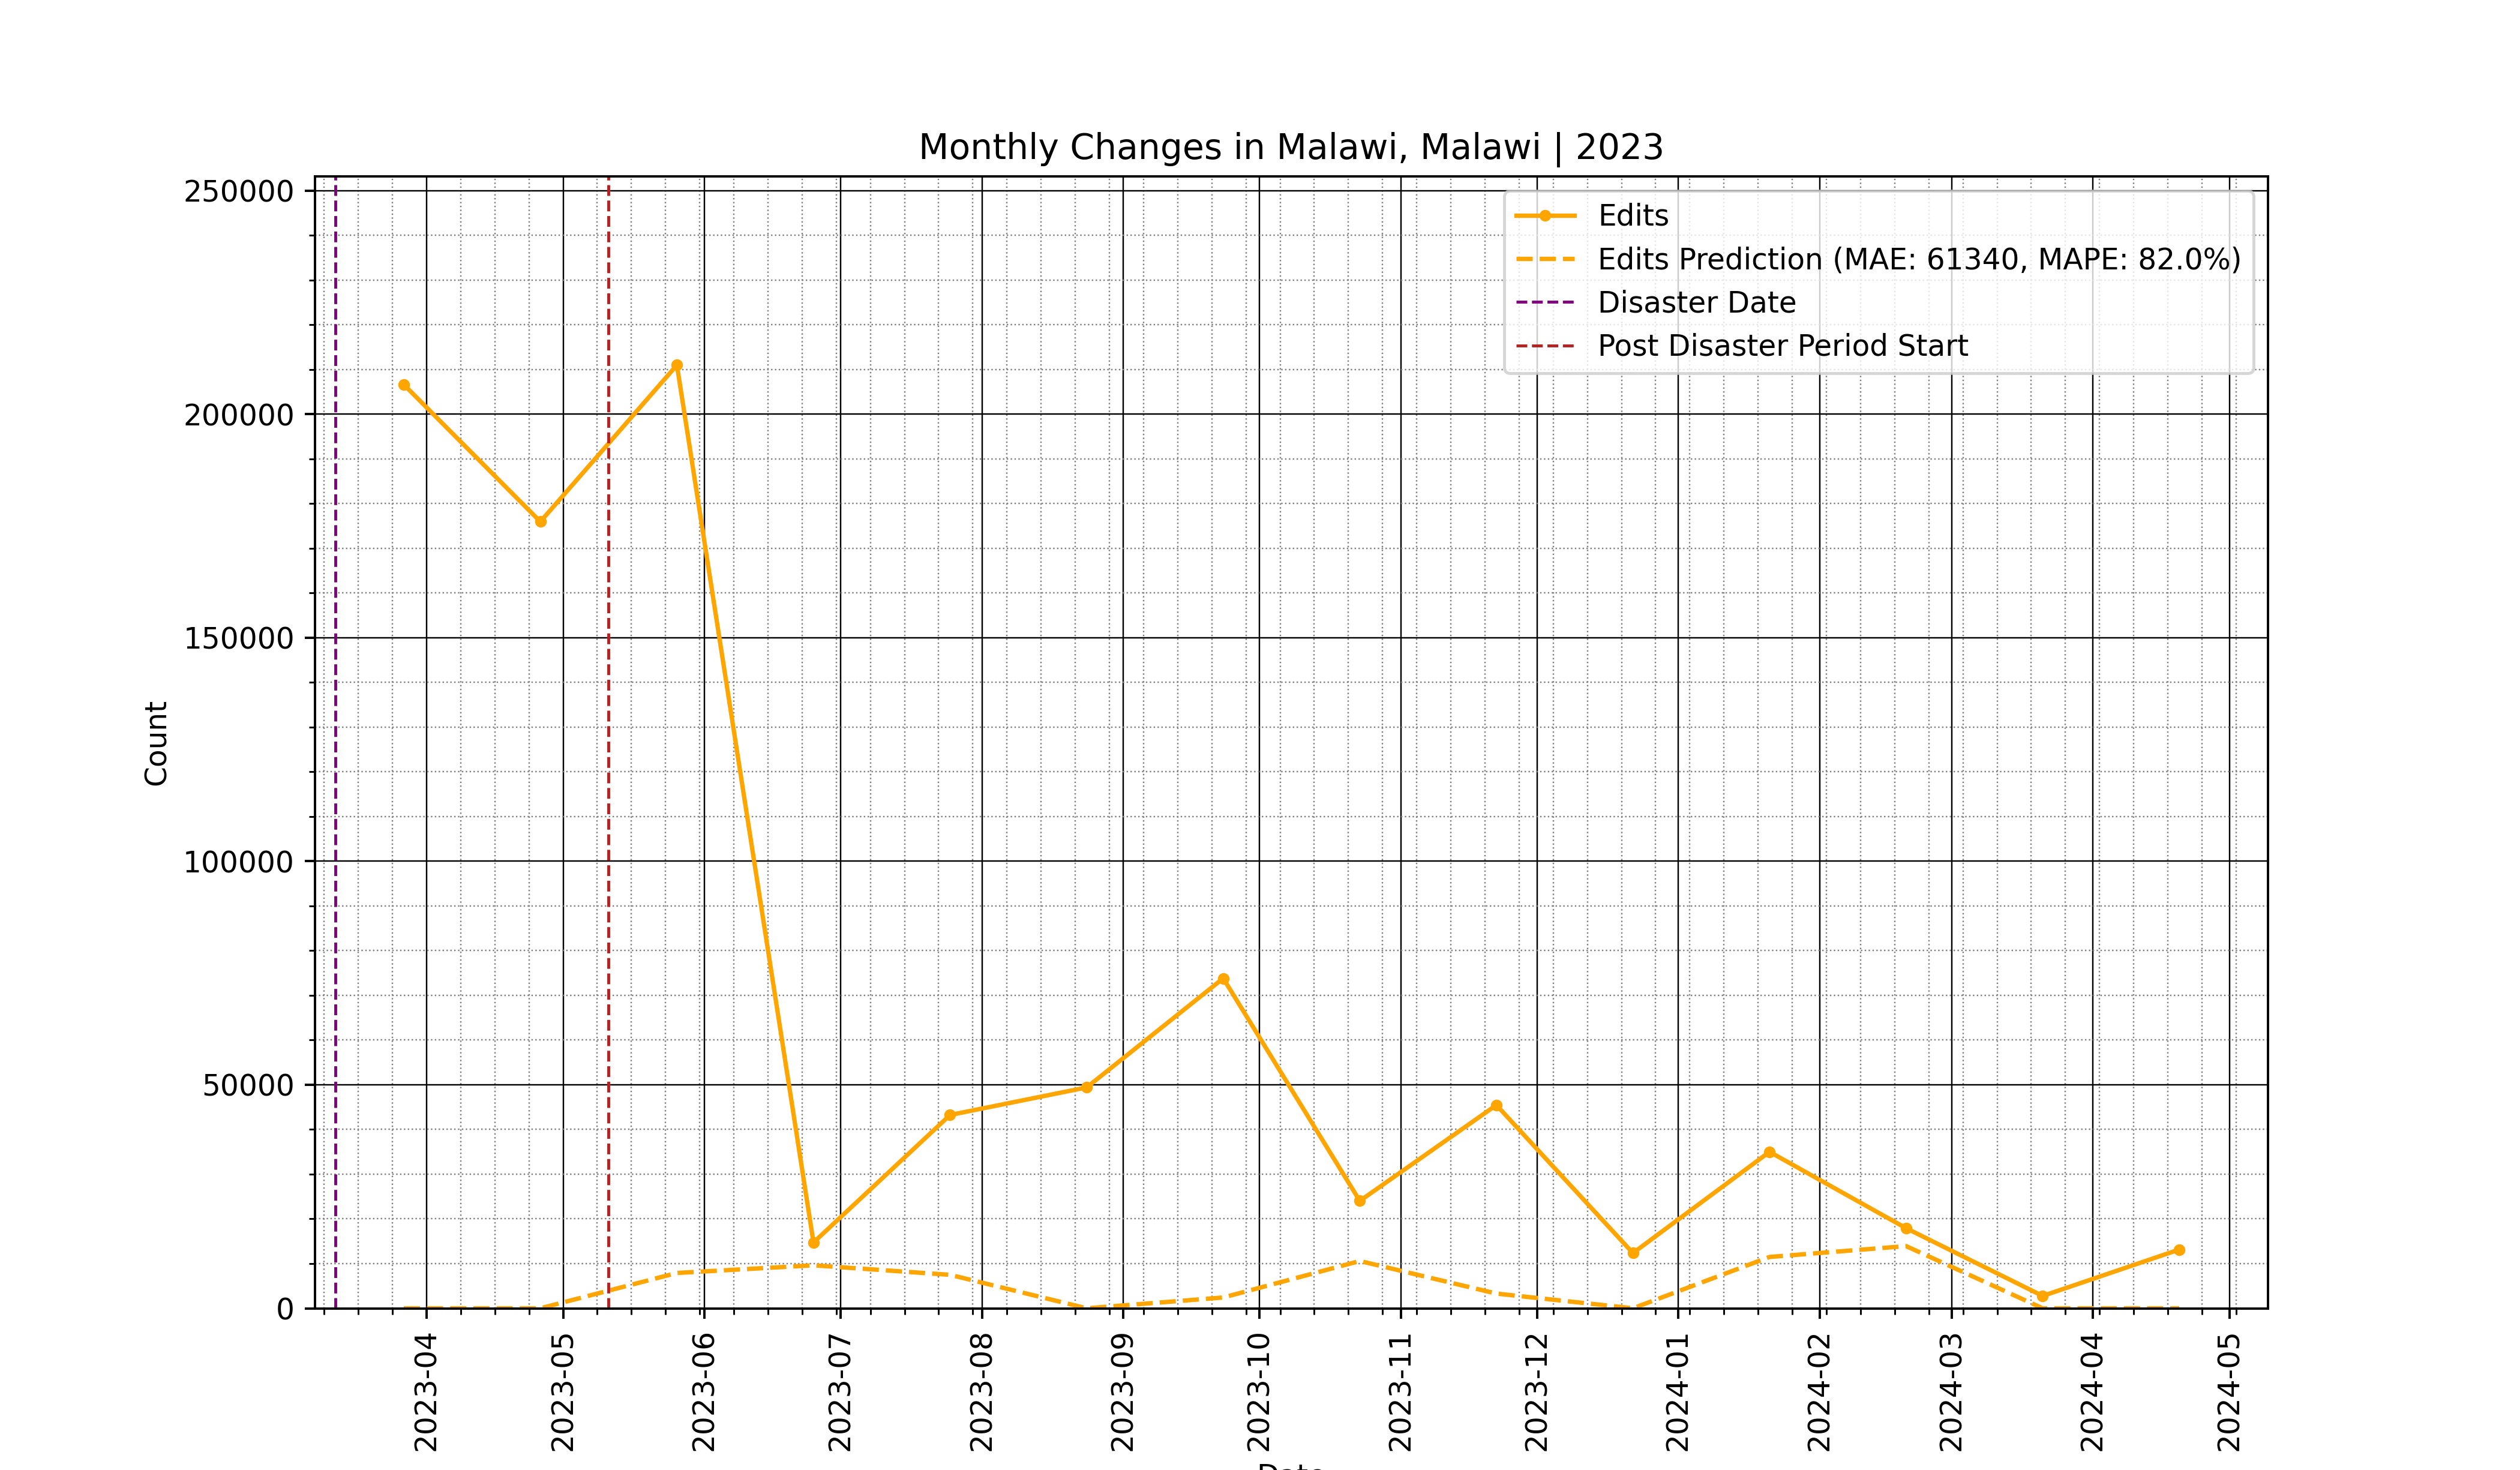 Monthly Changes in Malawi, Malawi | 2023
250000
200000
150000
100000
50000
0
Count
Edits
Edits Prediction (MAE: 61340, MAPE: 82.0%)
Disaster Date
Post Disaster Period Start
2023-04
2023-05
2023-06
2023-07
2023-08
2023-09
2023-10
2023-11
2023-12
2024-01
2024-02
2024-03
2024-04
2024-05
Date